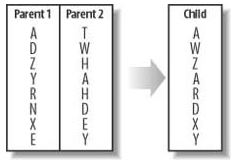 Parent 1 Parent 2 Child
A T A
D W W
Z H Z
Y A A
R H R
N D D
X E X
E Y Y